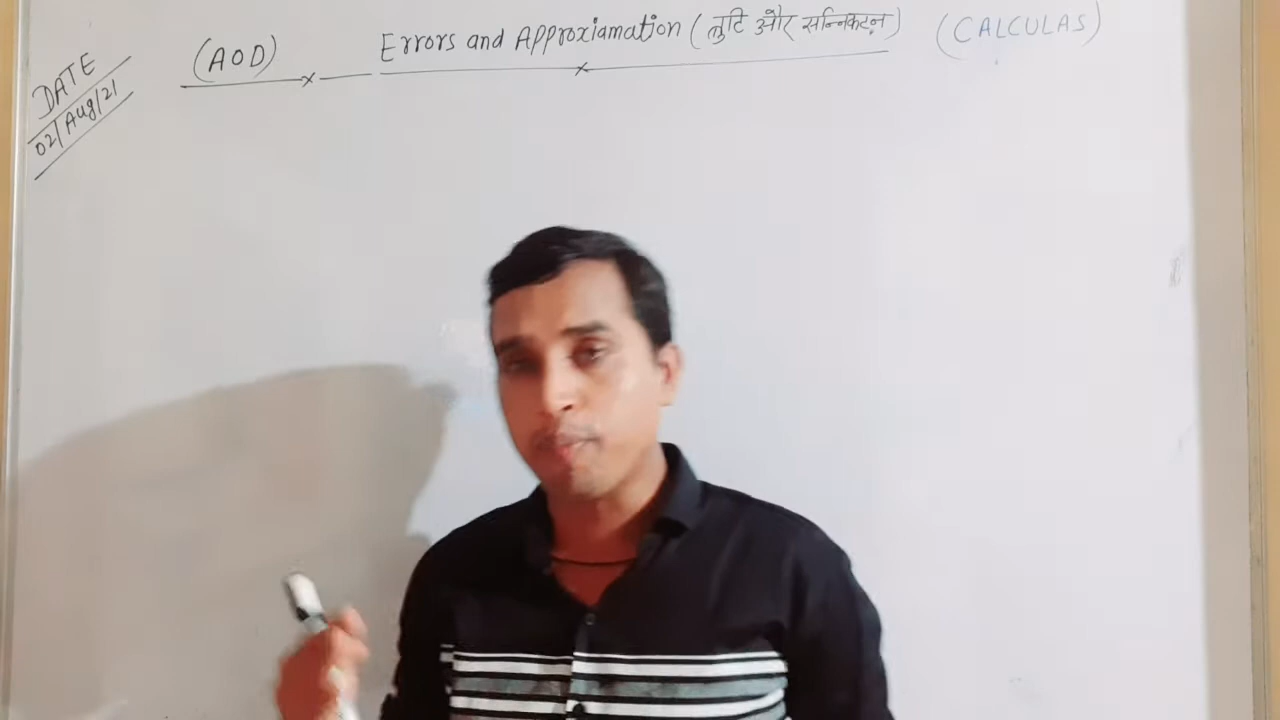 DATE
02/Aug/21
(AOD) Errors and Approxiamation (त्रुटि और सन्निकटन) (CALCULAS)